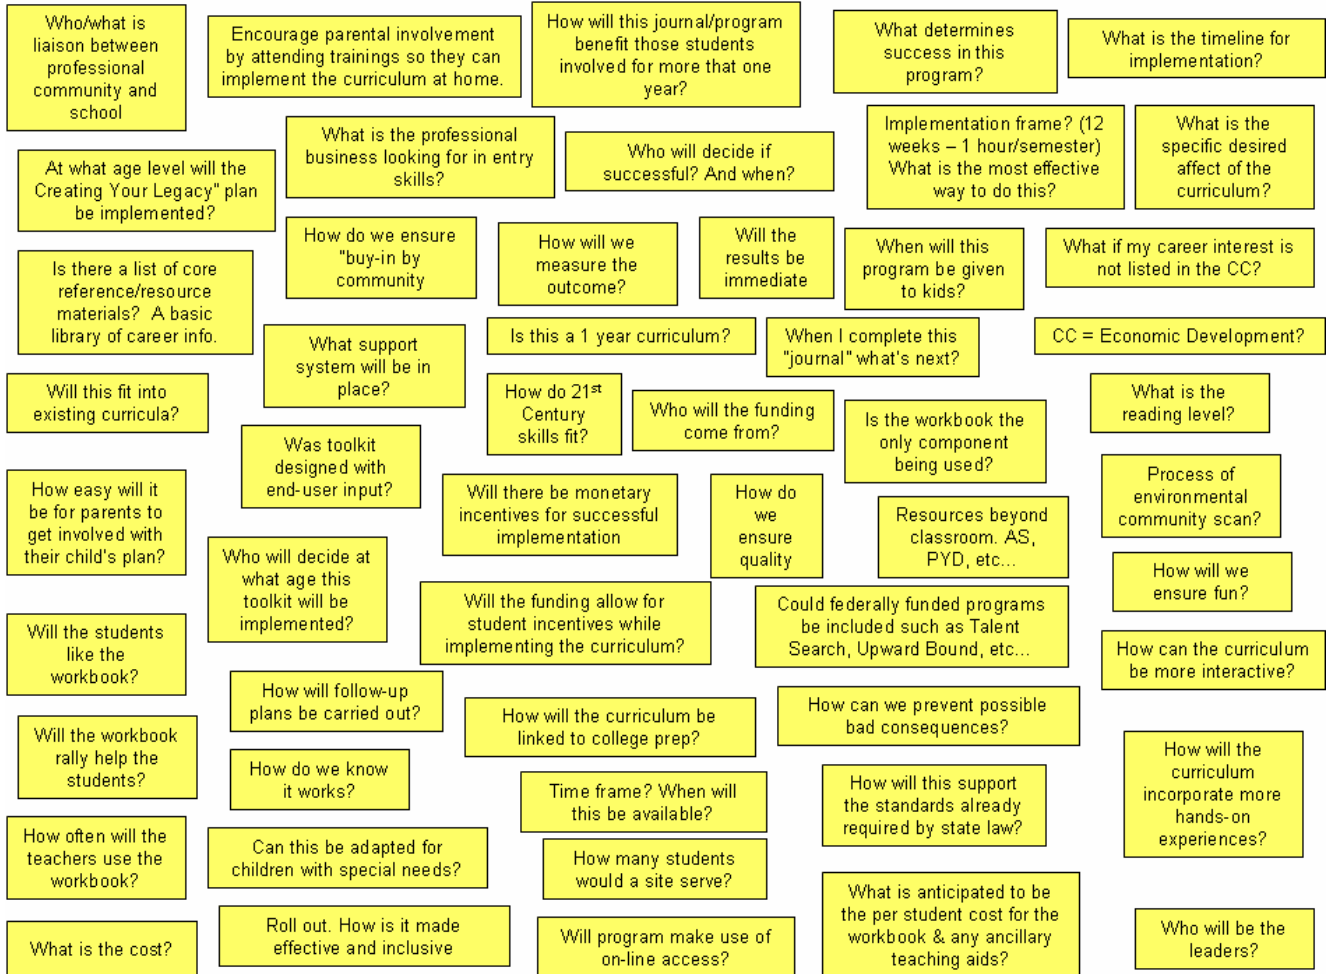 Who/what is
liaison between
professional
community and
school
Encourage parental involvement
by attending trainings so they can
implement the curriculum at home.
How will this journal/program
benefit those students
involved for more that one
year?
What determines
success in this
program?
What is the timeline for
implementation?
At what age level will the
Creating Your Legacy" plan
be implemented?
What is the professional
business looking for in entry
skills?
Who will decide if
successful? And when?
Implementation frame? (12
weeks – 1 hour/semester)
What is the most effective
way to do this?
What is the
specific desired
affect of the
curriculum?
Is there a list of core
reference/resource
materials? A basic
library of career info.
How do we ensure
"buy-in by
community
How will we
measure the
outcome?
Will the
results be
immediate
When will this
program be given
to kids?
What if my career interest is
not listed in the CC?
What support
system will be in
place?
Is this a 1 year curriculum?
When I complete this
"journal" what's next?
CC = Economic Development?
Will this fit into
existing curricula?
How do 21st
Century
skills fit?
Who will the funding
come from?
Is the workbook the
only component
being used?
What is the
reading level?
Was toolkit
designed with
end-user input?
How easy will it
be for parents to
get involved with
their child's plan?
Will there be monetary
incentives for successful
implementation
How do
we
ensure
quality
Resources beyond
classroom. AS,
PYD, etc...
Process of
environmental
community scan?
Who will decide at
what age this
toolkit will be
implemented?
Will the funding allow for
student incentives while
implementing the curriculum?
Could federally funded programs
be included such as Talent
Search, Upward Bound, etc...
How will we
ensure fun?
Will the students
like the
workbook?
How can the curriculum
be more interactive?
How will follow-up
plans be carried out?
How will the curriculum be
linked to college prep?
How can we prevent possible
bad consequences?
Will the workbook
rally help the
students?
How do we know
it works?
Time frame? When will
this be available?
How will this support
the standards already
required by state law?
How will the
curriculum
incorporate more
hands-on
experiences?
How often will the
teachers use the
workbook?
Can this be adapted for
children with special needs?
How many students
would a site serve?
What is anticipated to be
the per student cost for the
workbook & any ancillary
teaching aids?
What is the cost?
Roll out. How is it made
effective and inclusive
Will program make use of
on-line access?
Who will be the
leaders?